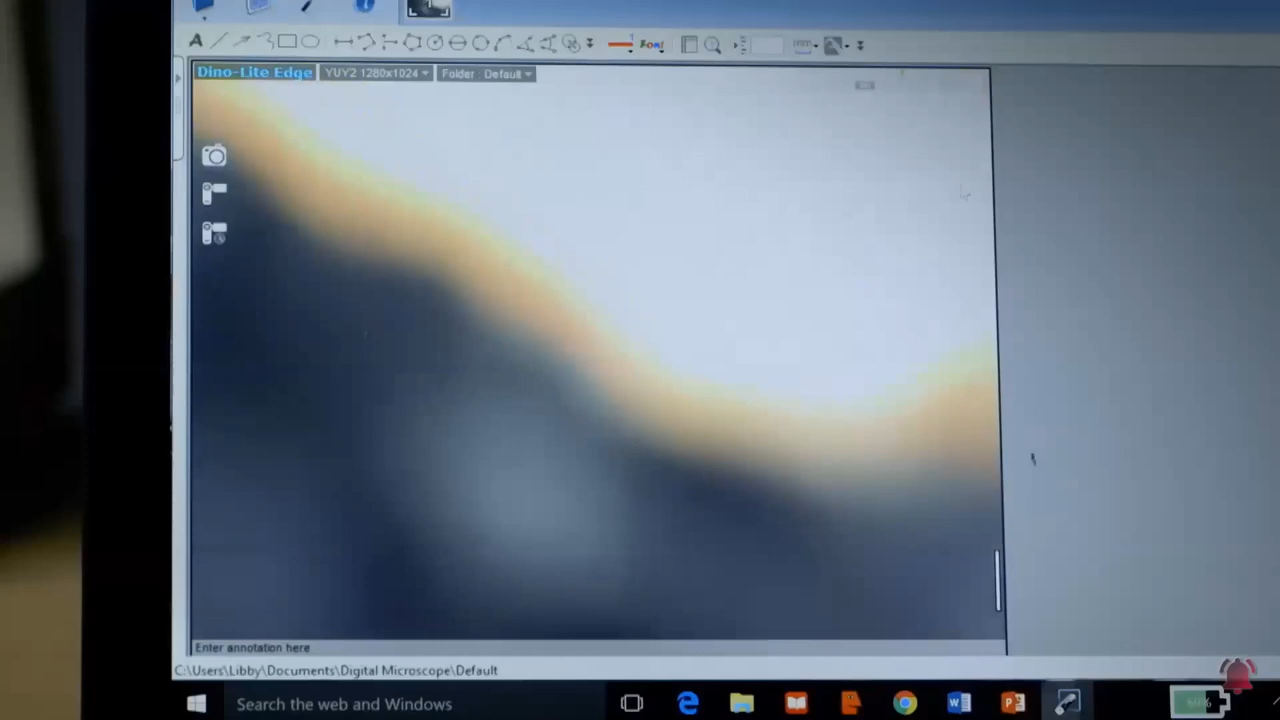 A
Font
Dino-Lite Edge YUY2 1280x1024 Folder : Default
Enter annotation here
C:\Users\Libby\Documents\Digital Microscope\Default
Search the web and Windows